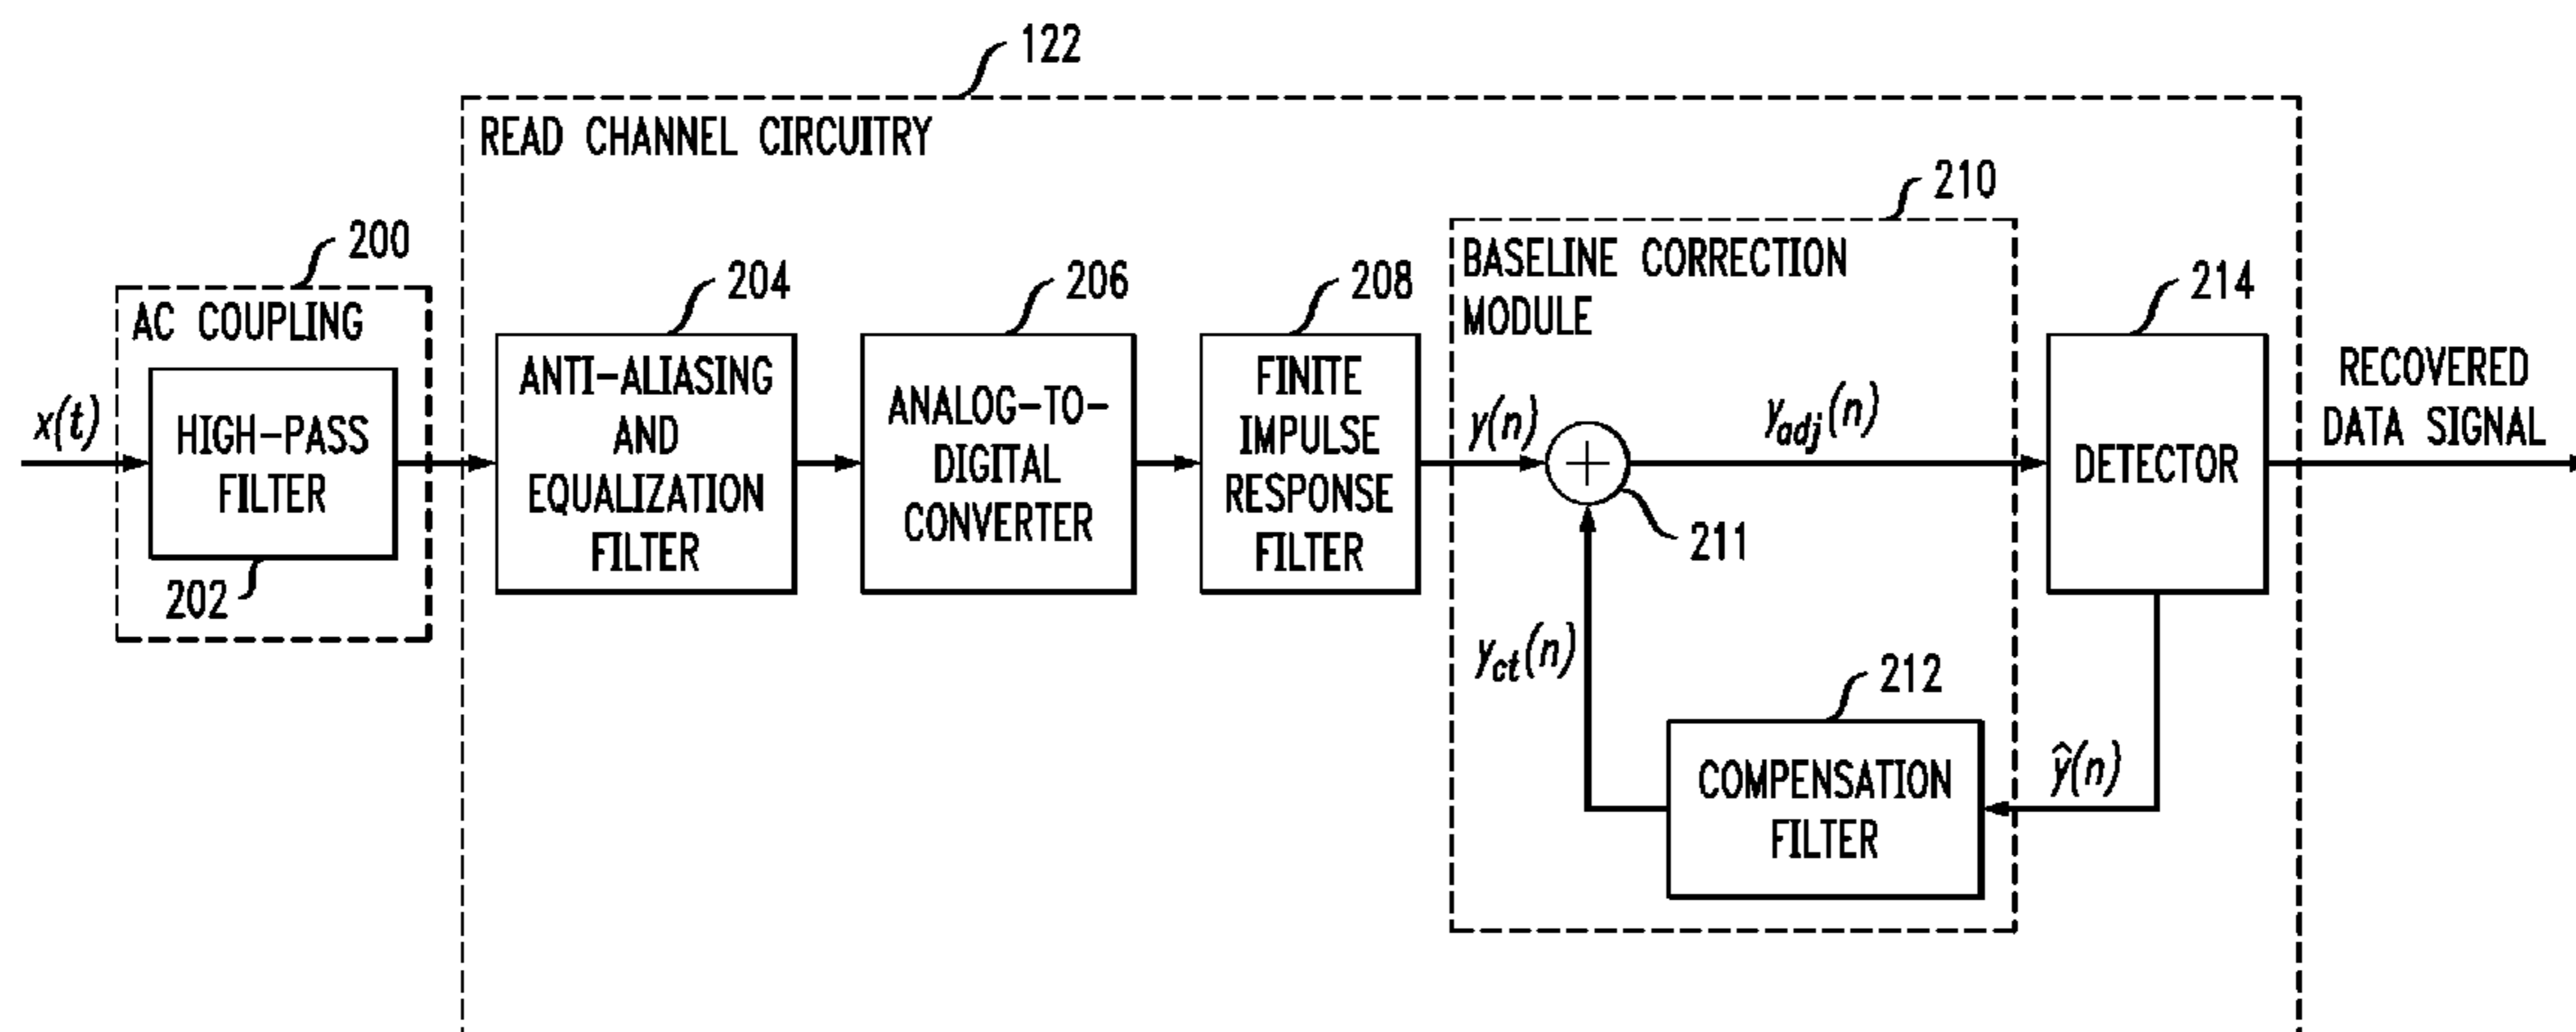 122
READ CHANNEL CIRCUITRY
210
200
BASELINE CORRECTION
MODULE
204
206
208
214
AC COUPLING
x(t)
HIGH-PASS
FILTER
202
ANTI-ALIASING
AND
EQUALIZATION
FILTER
ANALOG-TO-
DIGITAL
CONVERTER
FINITE
IMPULSE
RESPONSE
FILTER
y(n)
+
211
y_adj(n)
DETECTOR
RECOVERED
DATA SIGNAL
y_ct(n)
212
COMPENSATION
FILTER
ŷ(n)